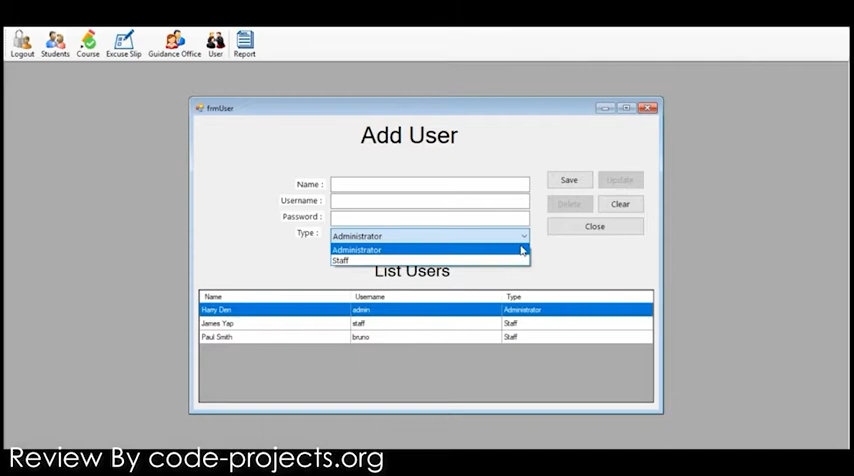 Logout Students Course Excuse Slip Guidance Office User Report
frmUser
Add User
Name :
Save Update
Username :
Delete Clear
Password :
Close
Type : Administrator
Administrator
Staff
List Users
Name Username Type
Harry Den admin Administrator
James Yap staff Staff
Paul Smith bruno Staff
Review By code-projects.org